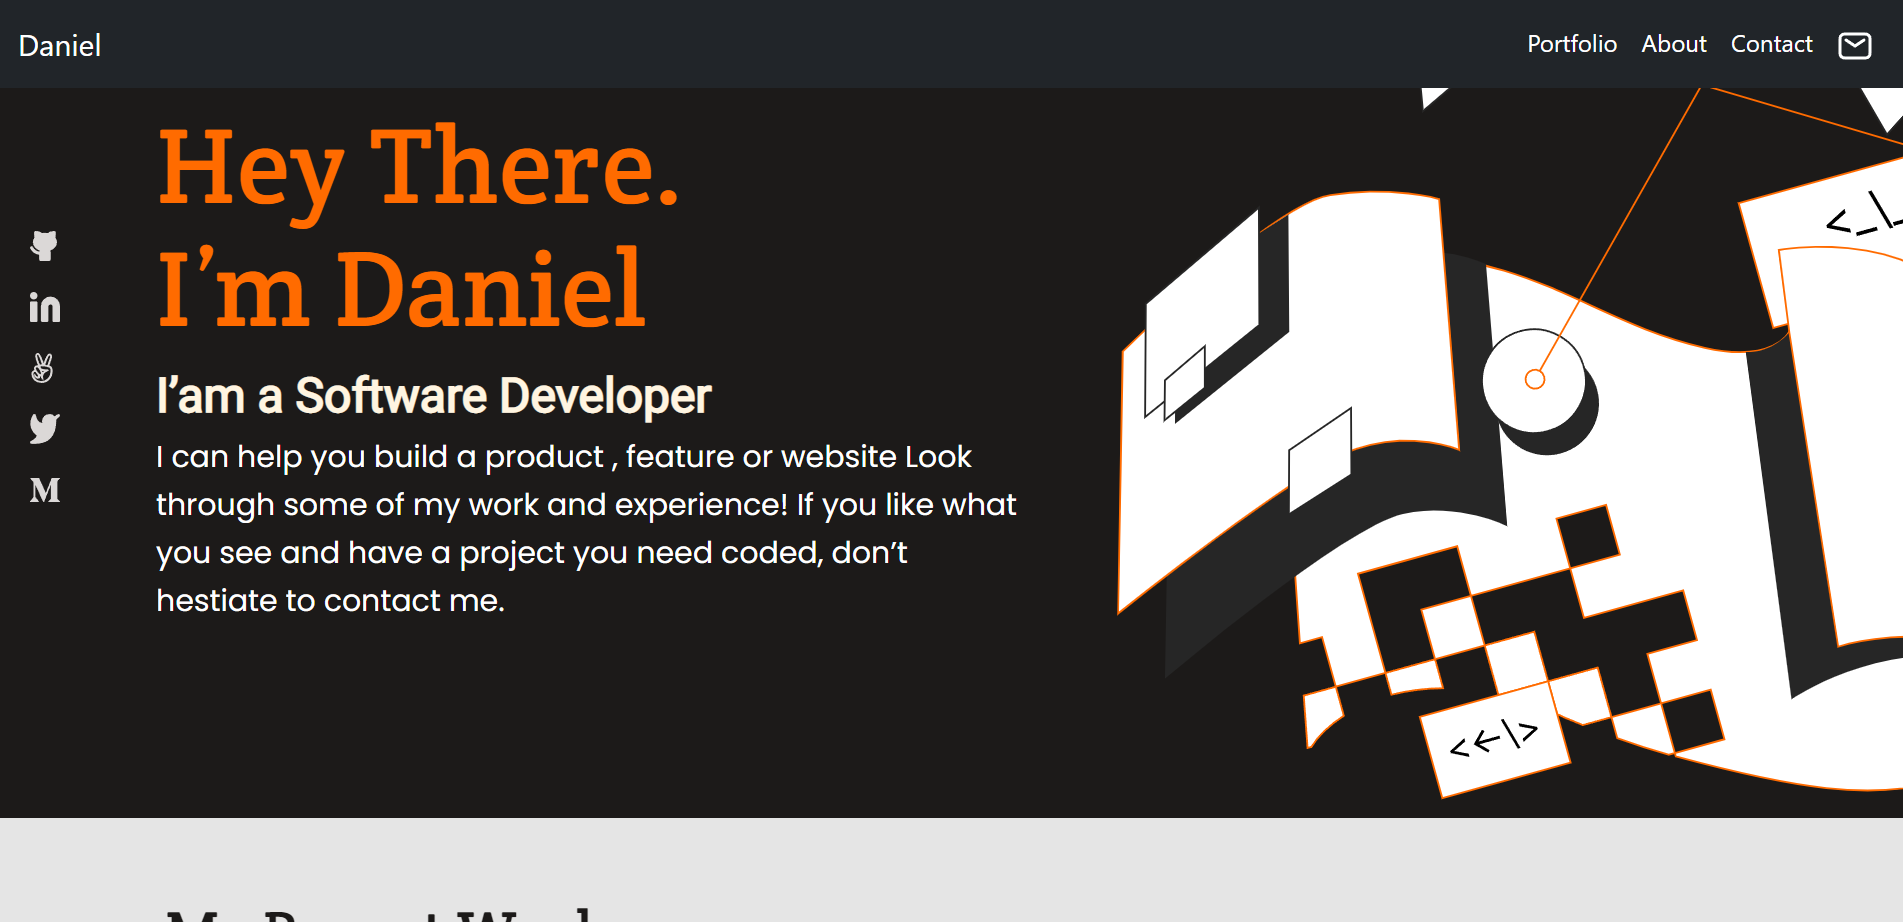 Daniel
Portfolio About Contact
Hey There.
I’m Daniel
I’am a Software Developer
I can help you build a product , feature or website Look
through some of my work and experience! If you like what
you see and have a project you need coded, don’t
hestiate to contact me.
<_\_
<←\>